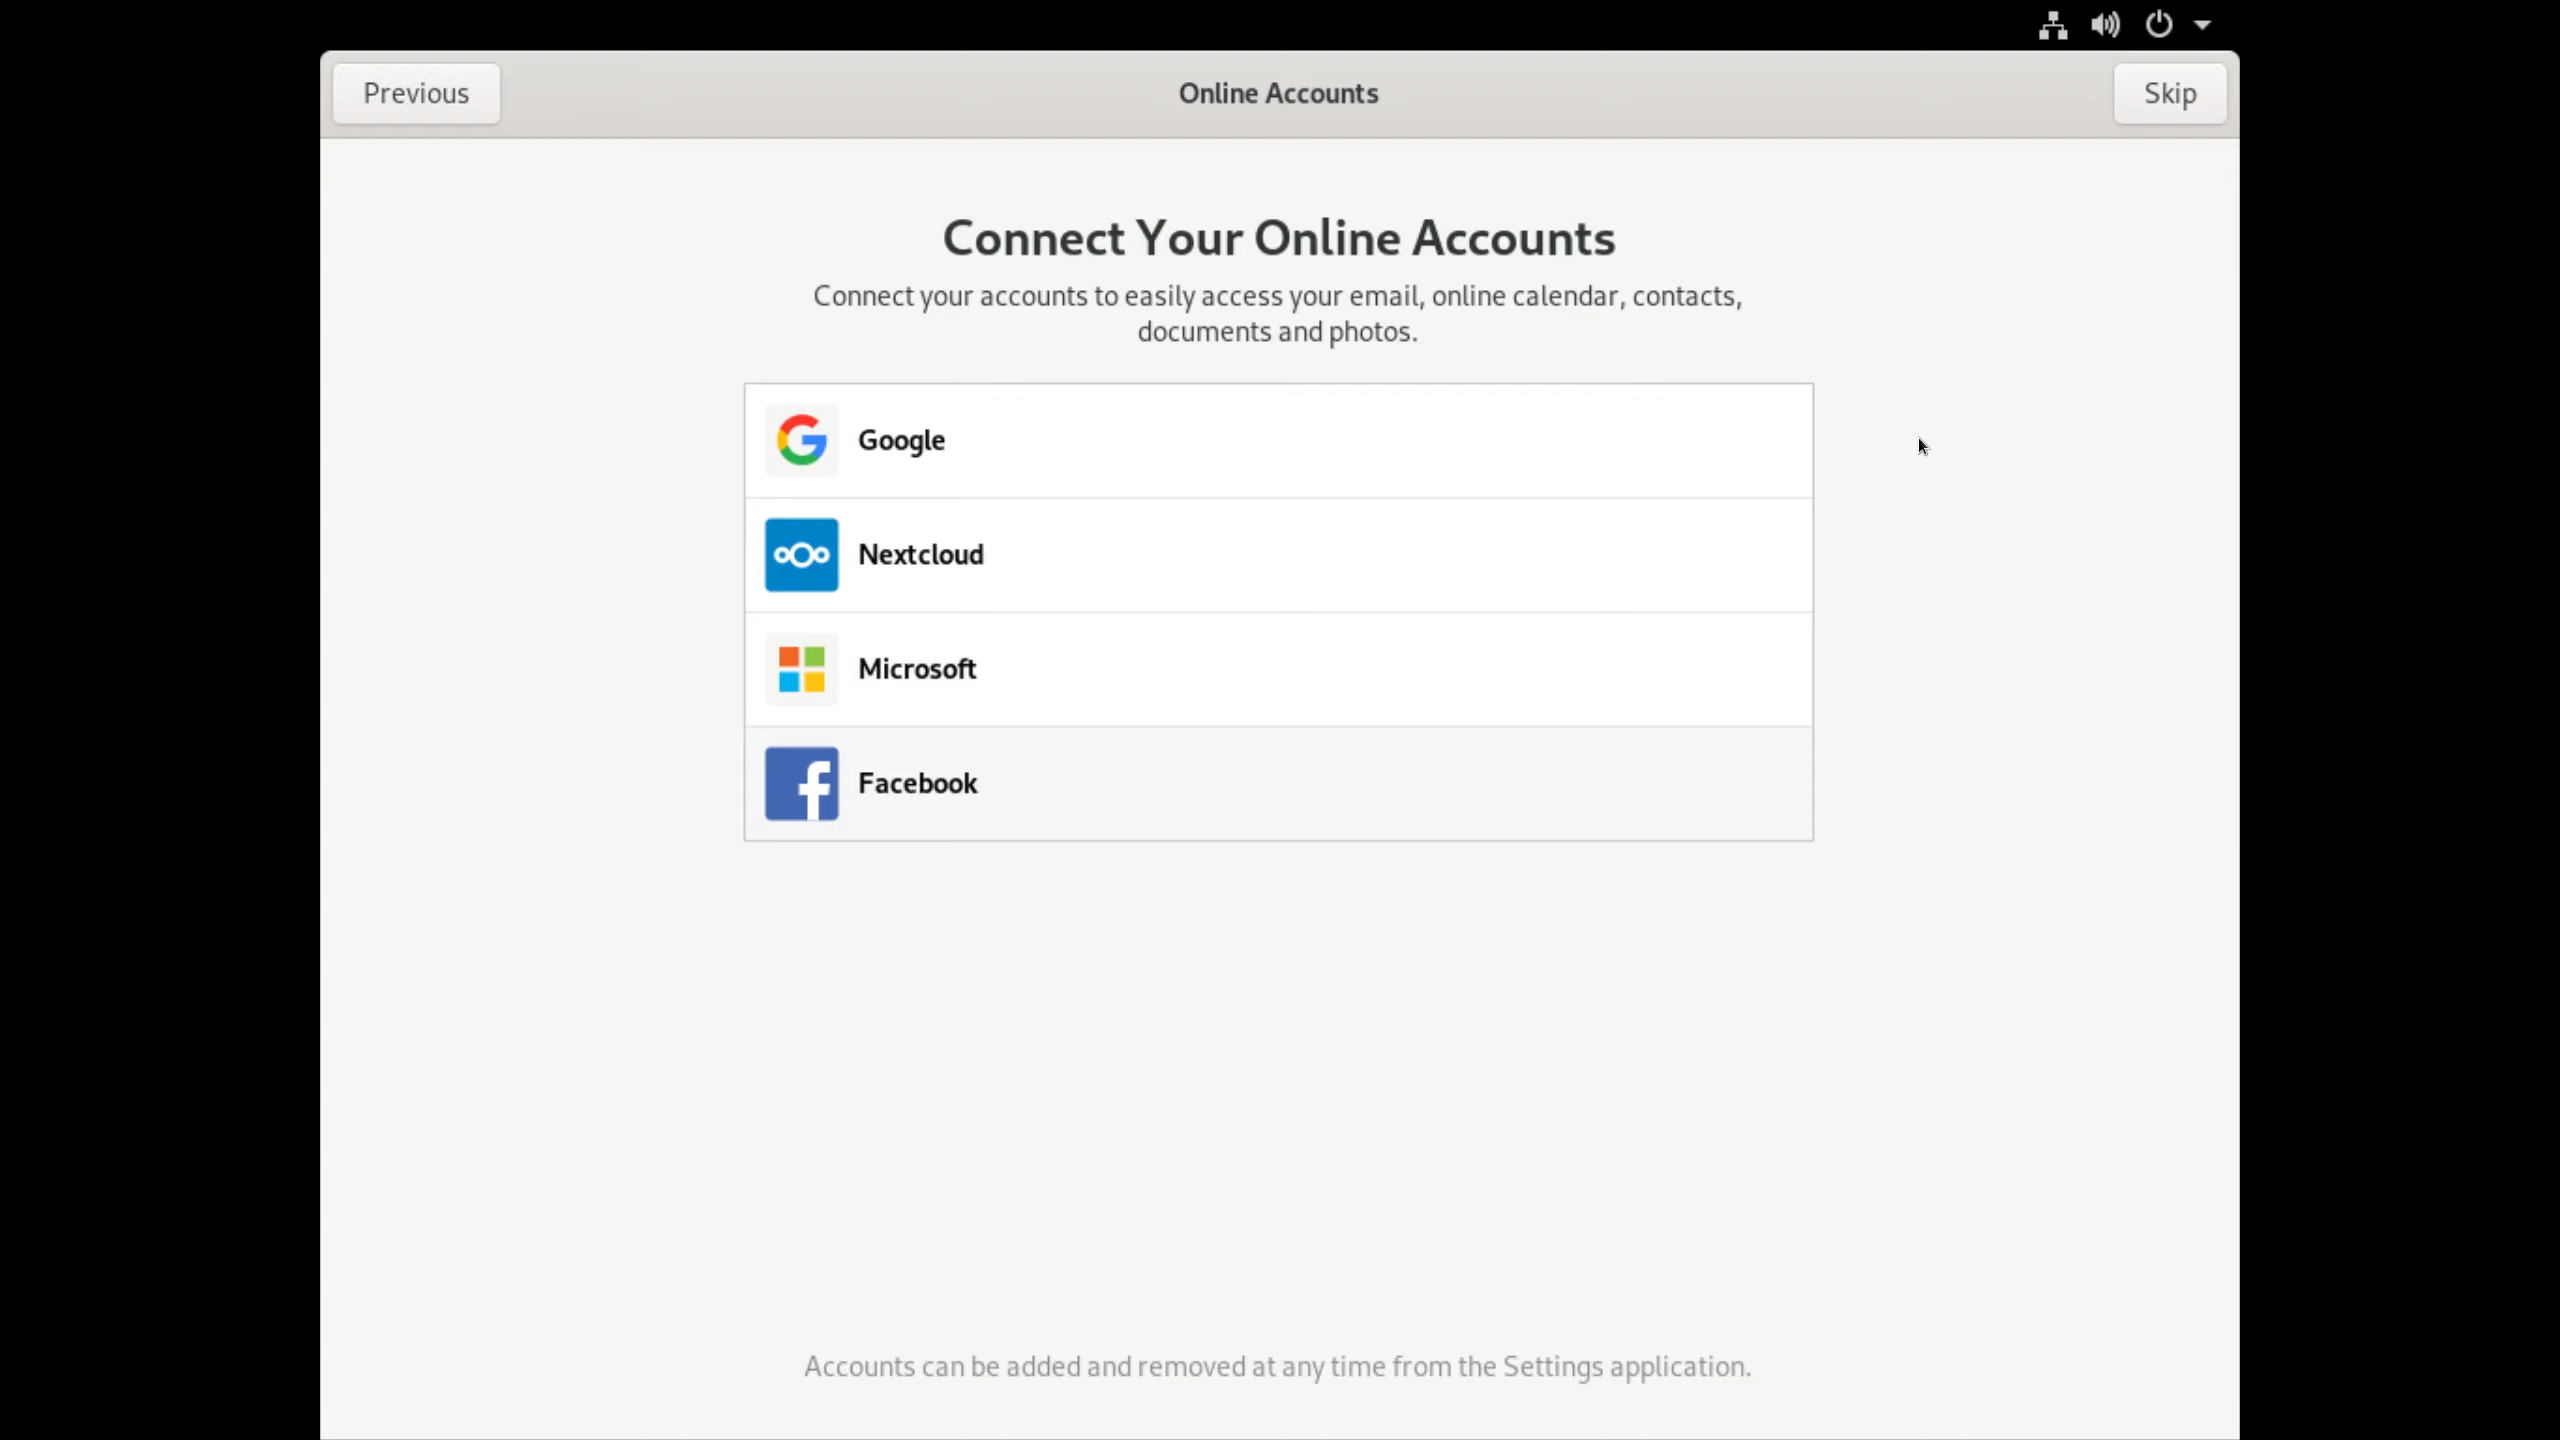 Previous
Online Accounts
Skip
Connect Your Online Accounts
Connect your accounts to easily access your email, online calendar, contacts,
documents and photos.
Google
Nextcloud
Microsoft
Facebook
Accounts can be added and removed at any time from the Settings application.